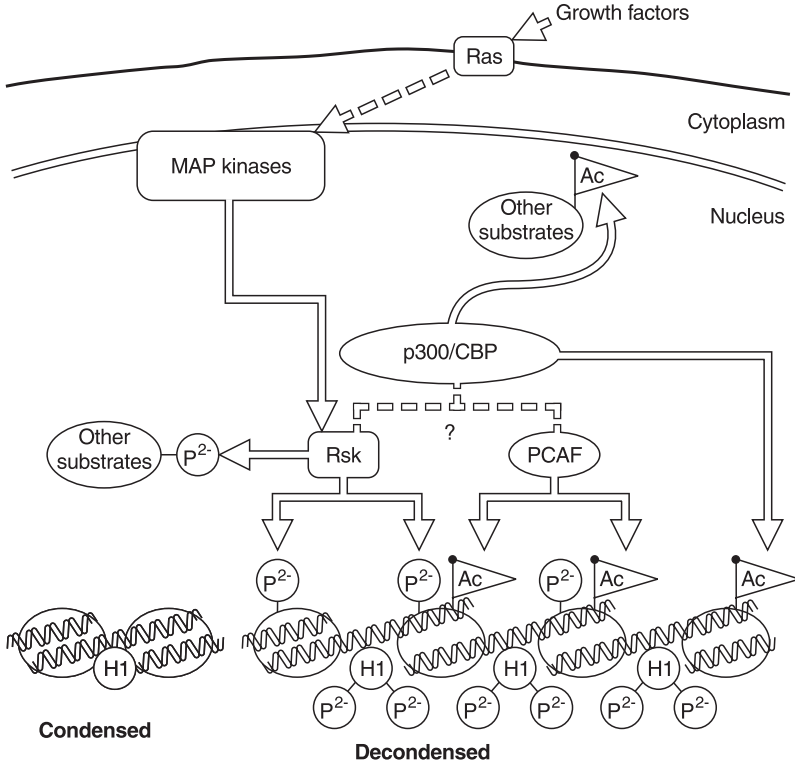 Growth factors
Ras
Cytoplasm
MAP kinases
Ac
Other
substrates
Nucleus
p300/CBP
?
Other
substrates
P2-
Rsk
PCAF
P2-
P2-
Ac
P2-
Ac
Ac
H1
H1
H1
H1
P2-
P2-
P2-
P2-
P2-
P2-
Condensed
Decondensed